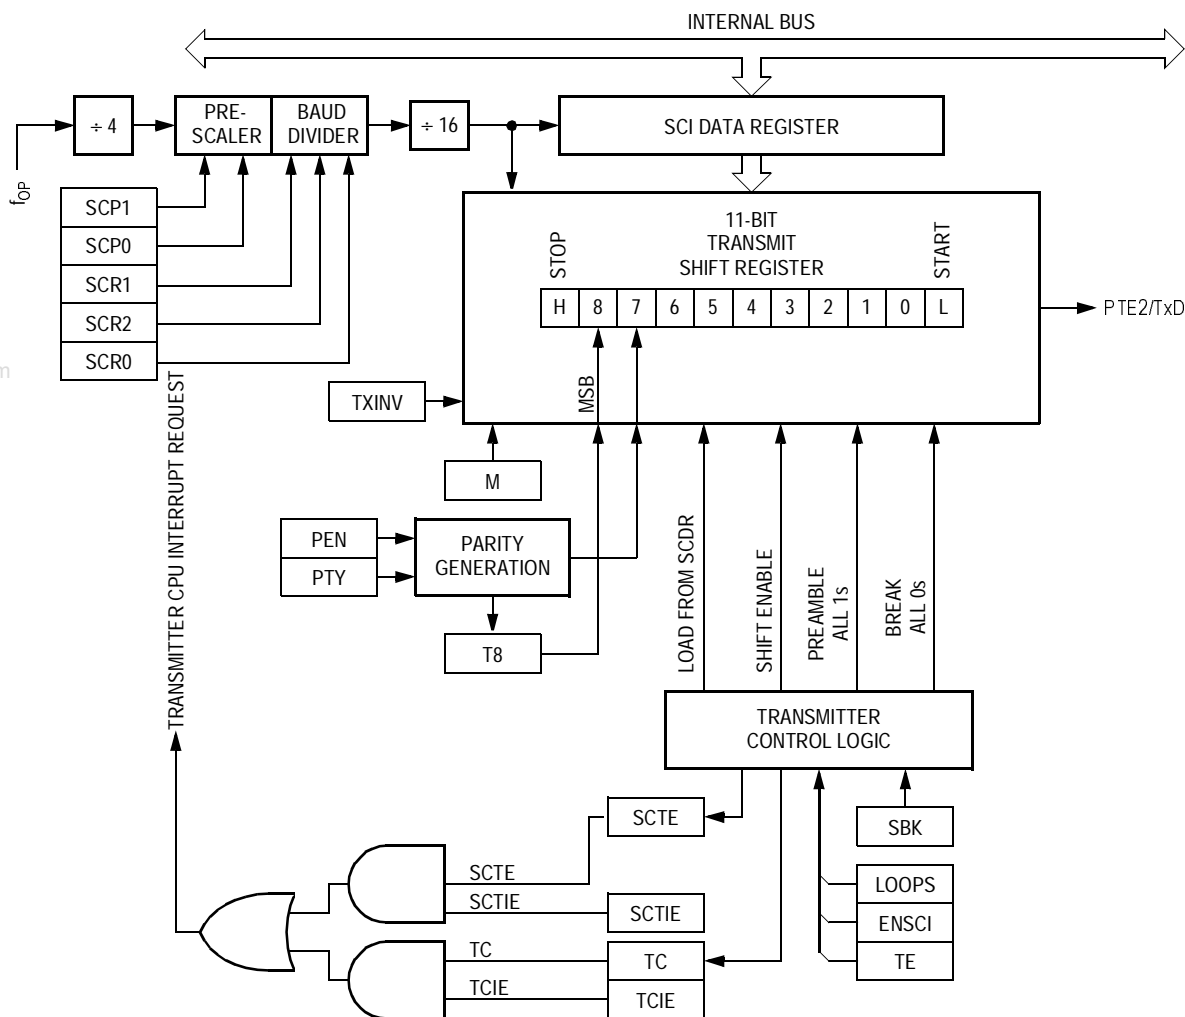 INTERNAL BUS
÷ 4
PRE-
SCALER
BAUD
DIVIDER
÷ 16
SCI DATA REGISTER
fOP
SCP1
SCP0
SCR1
SCR2
SCR0
11-BIT
TRANSMIT
SHIFT REGISTER
STOP
START
H 8 7 6 5 4 3 2 1 0 L
PTE2/TxD
m
TXINV
MSB
M
TRANSMITTER CPU INTERRUPT REQUEST
PEN
PTY
PARITY
GENERATION
T8
LOAD FROM SCDR
SHIFT ENABLE
PREAMBLE
ALL 1s
BREAK
ALL 0s
TRANSMITTER
CONTROL LOGIC
SCTE
SBK
SCTE
SCTIE
SCTIE
LOOPS
ENSCI
TE
TC
TC
TCIE
TCIE